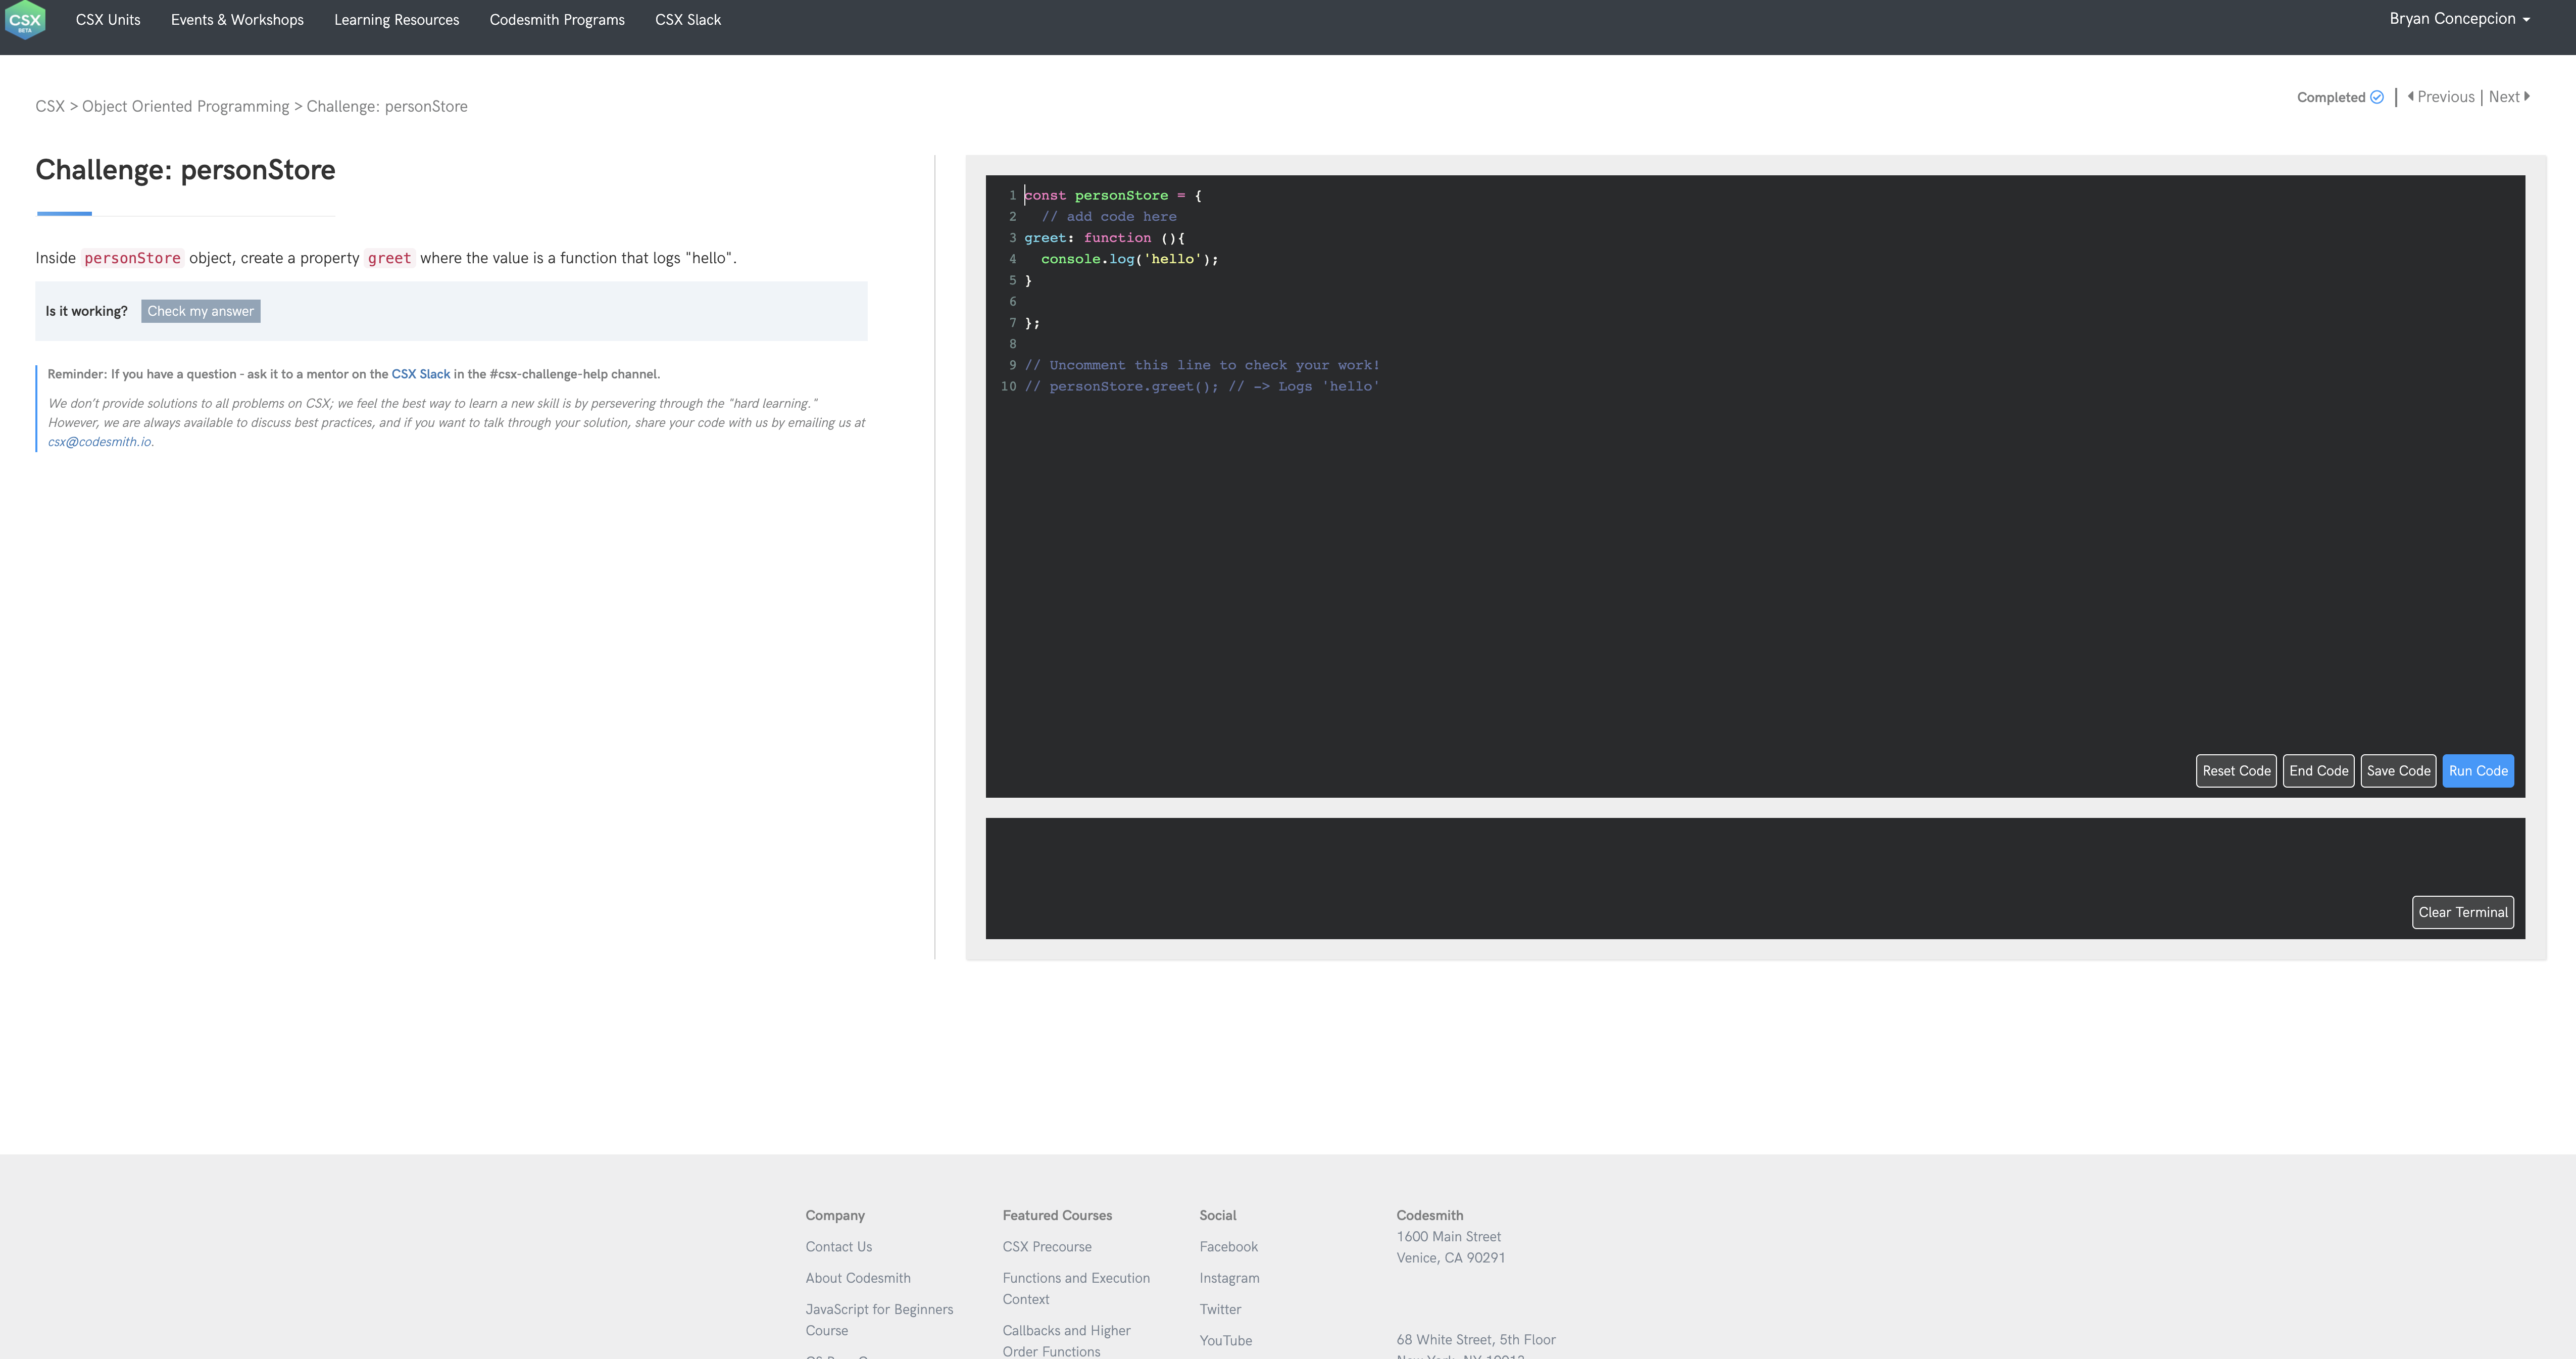 CSX
BETA
CSX Units
Events & Workshops
Learning Resources
Codesmith Programs
CSX Slack
Bryan Concepcion
CSX > Object Oriented Programming > Challenge: personStore
Completed
Previous | Next
Challenge: personStore
Inside personStore object, create a property greet where the value is a function that logs "hello".
Is it working?
Check my answer
Reminder: If you have a question - ask it to a mentor on the CSX Slack in the #csx-challenge-help channel.
We don't provide solutions to all problems on CSX; we feel the best way to learn a new skill is by persevering through the "hard learning."
However, we are always available to discuss best practices, and if you want to talk through your solution, share your code with us by emailing us at
csx@codesmith.io.
1 const personStore = {
2   // add code here
3 greet: function (){
4   console.log('hello');
5 }
6
7 };
8
9 // Uncomment this line to check your work!
10 // personStore.greet(); // -> Logs 'hello'
Reset Code
End Code
Save Code
Run Code
Clear Terminal
Company
Contact Us
About Codesmith
JavaScript for Beginners
Course
Featured Courses
CSX Precourse
Functions and Execution
Context
Callbacks and Higher
Order Functions
Social
Facebook
Instagram
Twitter
YouTube
Codesmith
1600 Main Street
Venice, CA 90291
68 White Street, 5th Floor